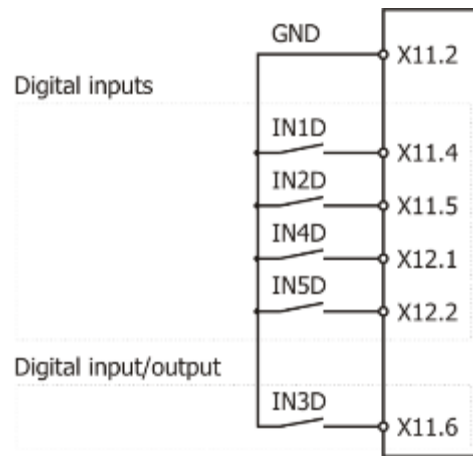 GND
X11.2
Digital inputs
IN1D
X11.4
IN2D
X11.5
IN4D
X12.1
IN5D
X12.2
Digital input/output
IN3D
X11.6